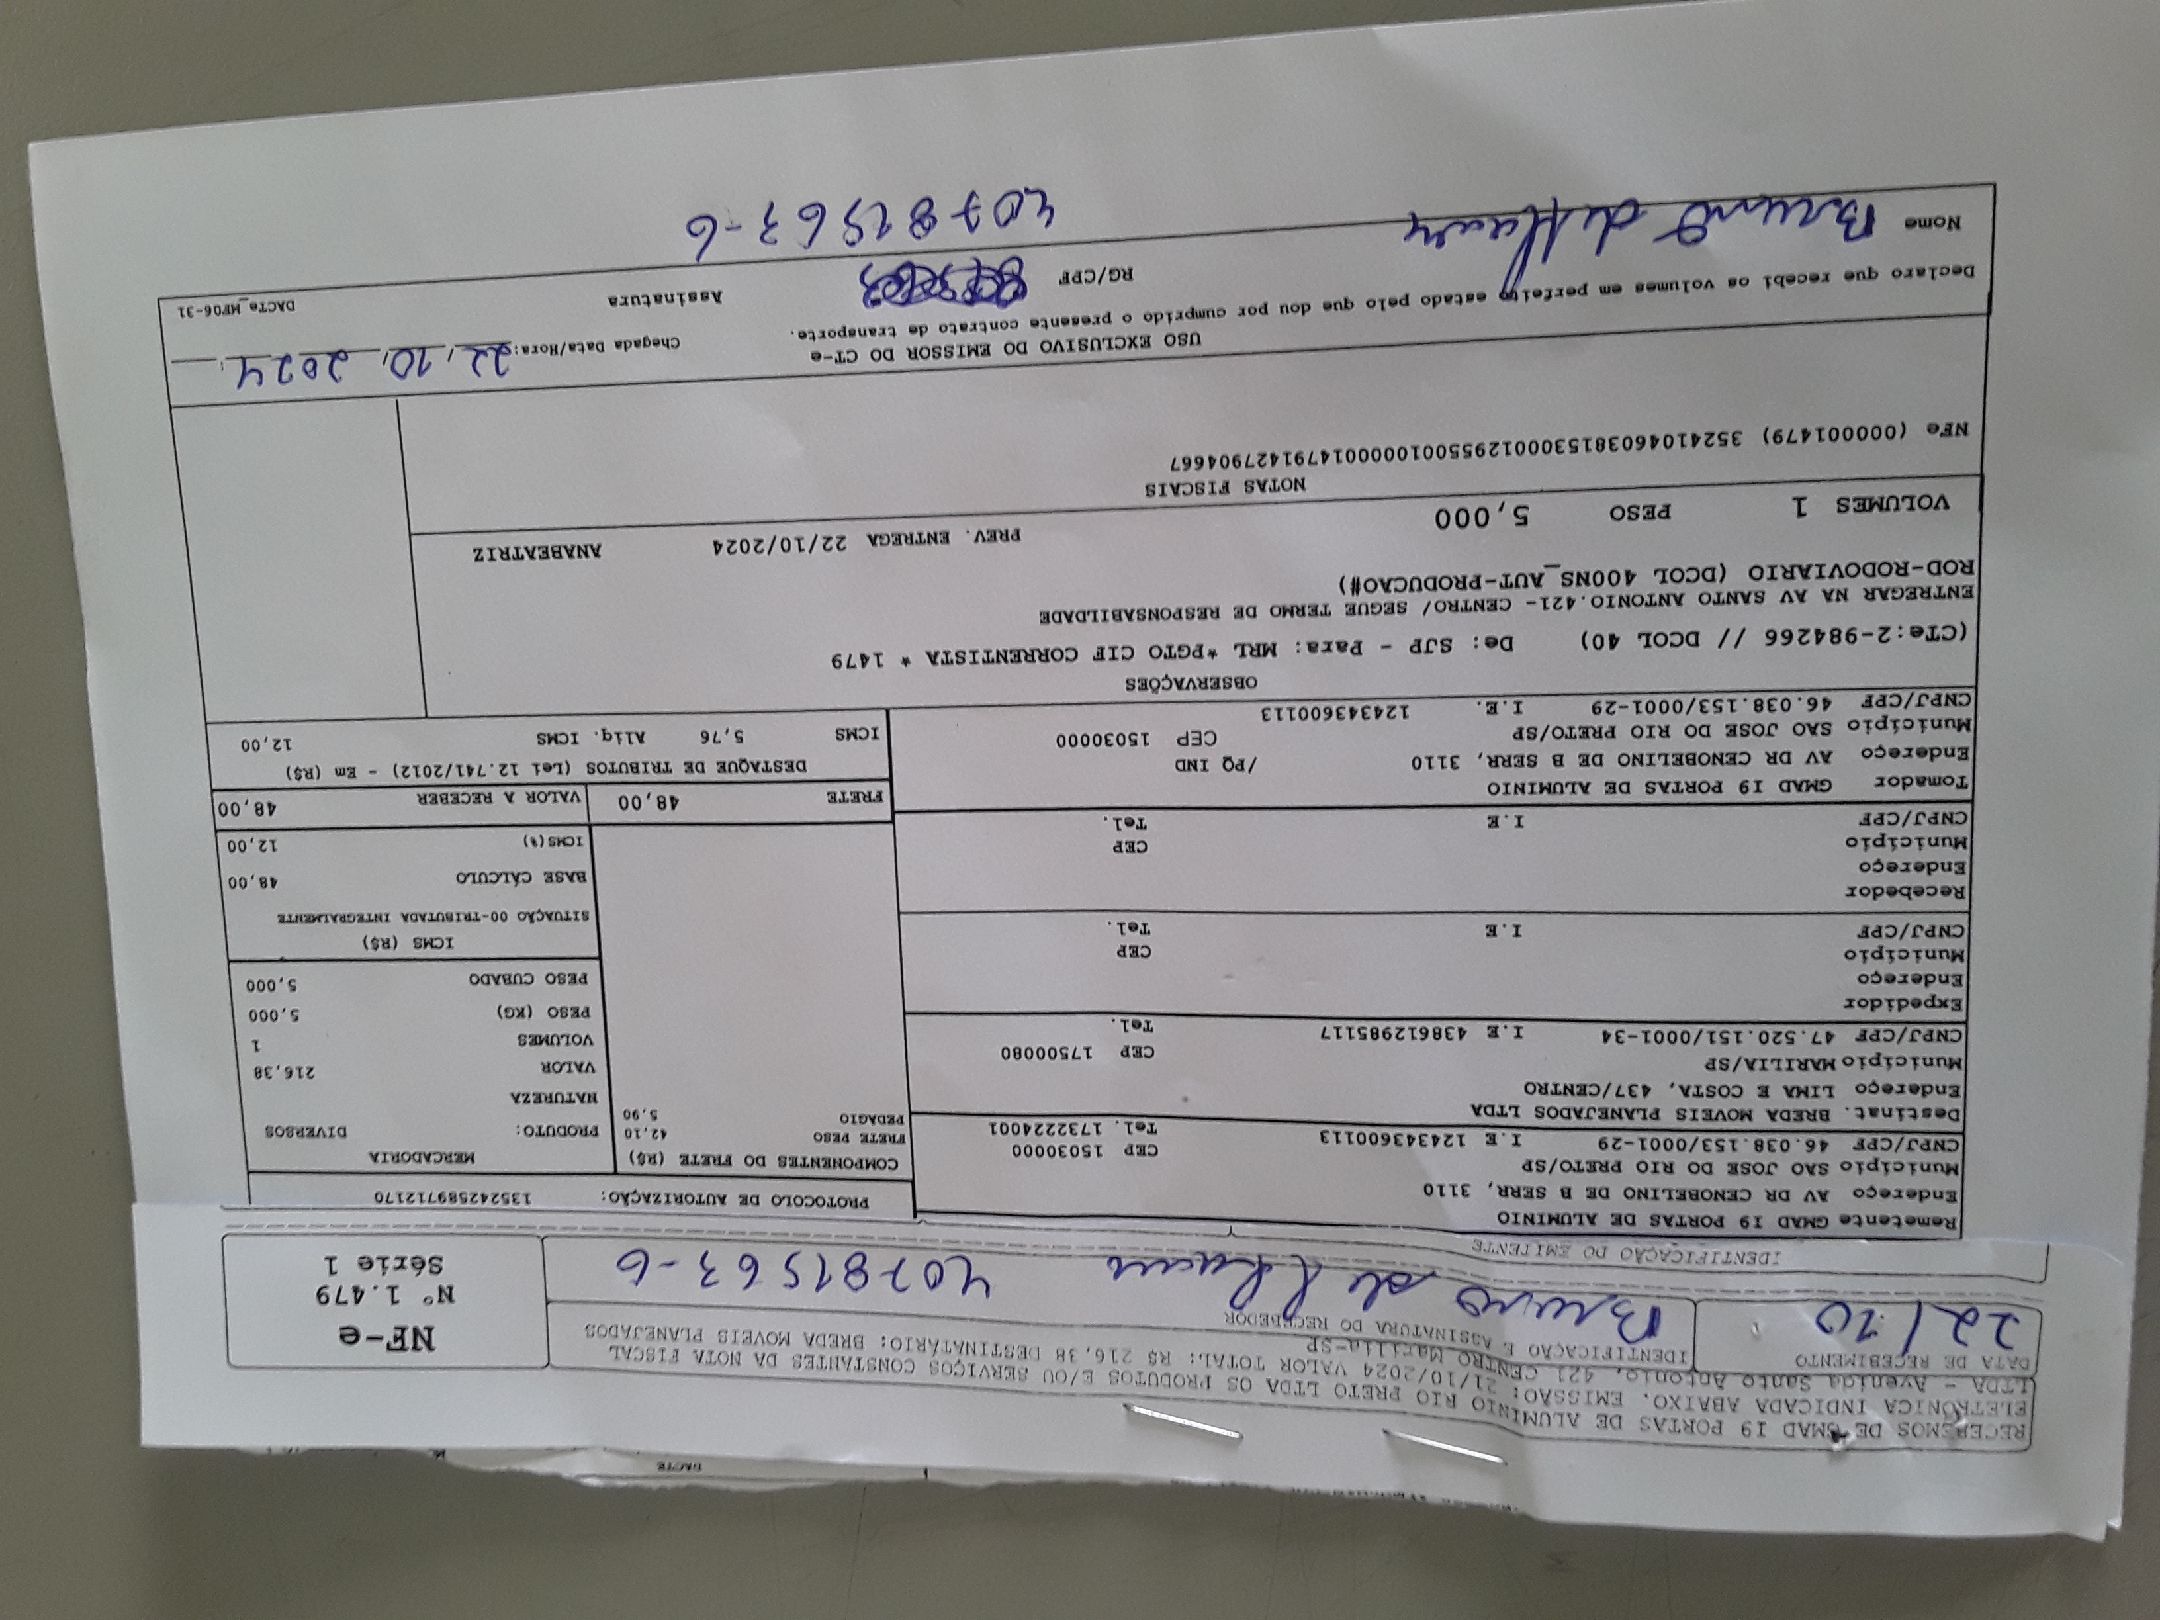 DACTE
RECEBEMOS DE GMAD 19 PORTAS DE ALUMINIO RIO PRETO LTDA OS PRODUTOS E/OU SERVIÇOS CONSTANTES DA NOTA FISCAL
ELETRÔNICA INDICADA ABAIXO. EMISSÃO: 21/10/2024 VALOR TOTAL: R$ 216,38 DESTINATÁRIO: BREDA MOVEIS PLANEJADOS
LTDA - Avenida Santo Antonio, 421 CENTRO Marília-SP
NF-e
Nº 1.479
Série 1
DATA DE RECEBIMENTO
22/10
IDENTIFICAÇÃO E ASSINATURA DO RECEBEDOR
Bruno de 40781563-6
IDENTIFICAÇÃO DO EMITENTE
Remetente GMAD 19 PORTAS DE ALUMINIO
Endereço AV DR CENOBELINO DE B SERR, 3110
Município SAO JOSE DO RIO PRETO/SP CEP 15030000
CNPJ/CPF 46.038.153/0001-29 I.E 124343600113 Tel. 1732224001
Destinat. BREDA MOVEIS PLANEJADOS LTDA
Endereço LIMA E COSTA, 437/CENTRO
Município MARILIA/SP CEP 17500080
CNPJ/CPF 47.520.151/0001-34 I.E 438612985117 Tel.
Expedidor
Endereço
Município CEP
CNPJ/CPF I.E Tel.
Recebedor
Endereço
Município CEP
CNPJ/CPF I.E Tel.
Tomador GMAD 19 PORTAS DE ALUMINIO
Endereço AV DR CENOBELINO DE B SERR, 3110 /PQ IND
Município SAO JOSE DO RIO PRETO/SP CEP 15030000
CNPJ/CPF 46.038.153/0001-29 I.E. 124343600113
PROTOCOLO DE AUTORIZAÇÃO: 135242589712170
COMPONENTES DO FRETE (R$)
FRETE PESO 42,10
PEDAGIO 5,90
MERCADORIA
PRODUTO: DIVERSOS
NATUREZA
VALOR 216,38
VOLUMES 1
PESO (KG) 5,000
PESO CUBADO 5,000
ICMS (R$)
SITUAÇÃO 00-TRIBUTADA INTEGRALMENTE
BASE CÁLCULO 48,00
ICMS(%) 12,00
FRETE 48,00 VALOR A RECEBER 48,00
DESTAQUE DE TRIBUTOS (Lei 12.741/2012) - Em (R$)
ICMS 5,76 Aliq. ICMS 12,00
OBSERVAÇÕES
(CTe:2-984266 // DCOL 40) De: SJP - Para: MRL *PGTO CIF CORRENTISTA * 1479
ENTREGAR NA AV SANTO ANTONIO.421- CENTRO/ SEGUE TERMO DE RESPONSABILDADE
ROD-RODOVIARIO (DCOL 400NS_AUT-PRODUCAO#)
PREV. ENTREGA 22/10/2024 ANABEATRIZ
VOLUMES 1 PESO 5,000
NOTAS FISCAIS
NFe (000001479) 35241046038153000129550010000014791427904667
USO EXCLUSIVO DO EMISSOR DO CT-e
Declaro que recebi os volumes em perfeito estado pelo que dou por cumprido o presente contrato de transporte.
Chegada Data/Hora: 22/10/2024
Nome Bruno de
RG/CPF 40781563-6
Assinatura
DACTe_MF06-31